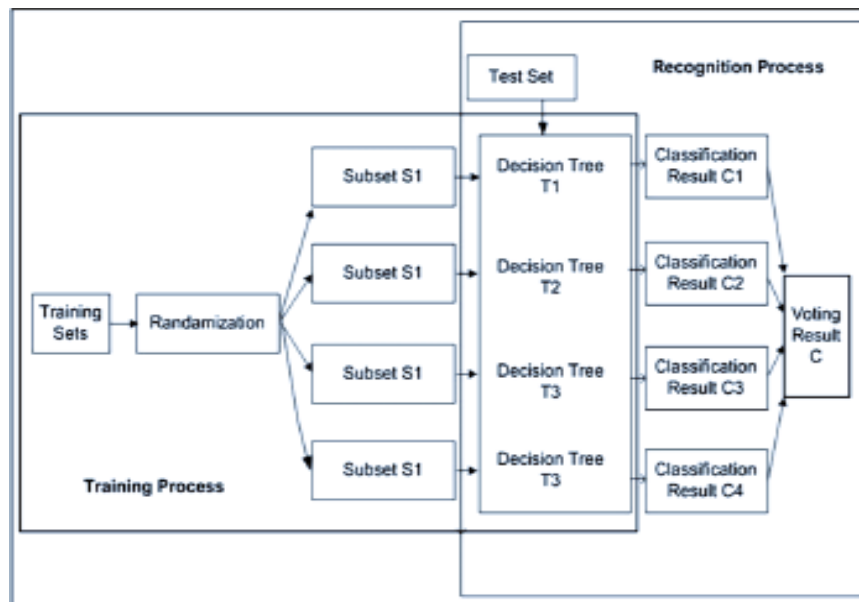 Recognition Process
Test Set
Training
Sets
Randamization
Subset S1
Subset S1
Subset S1
Subset S1
Decision Tree
T1
Decision Tree
T2
Decision Tree
T3
Decision Tree
T3
Classification
Result C1
Classification
Result C2
Classification
Result C3
Classification
Result C4
Voting
Result
C
Training Process